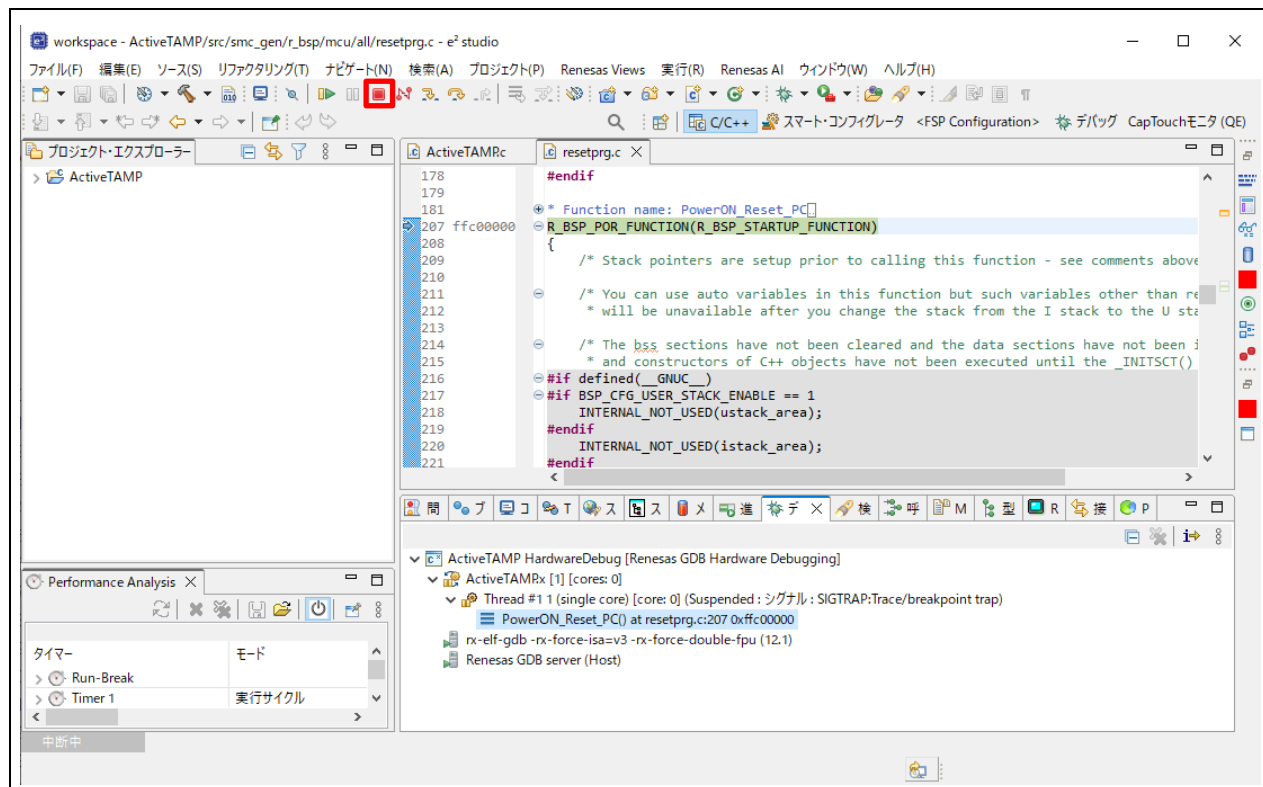 workspace - ActiveTAMP/src/smc_gen/r_bsp/mcu/all/resetprg.c - e² studio
ファイル(F) 編集(E) ソース(S) リファクタリング(T) ナビゲート(N) 検索(A) プロジェクト(P) Renesas Views 実行(R) Renesas AI ウィンドウ(W) ヘルプ(H)
C/C++ スマート・コンフィグレータ <FSP Configuration> デバッグ CapTouchモニタ (QE)
プロジェクト・エクスプローラー
ActiveTAMP
ActiveTAMP.c resetprg.c
178 #endif
179
181 * Function name: PowerON_Reset_PC
207 ffc00000 R_BSP_POR_FUNCTION(R_BSP_STARTUP_FUNCTION)
208 {
209 /* Stack pointers are setup prior to calling this function - see comments above
210
211 /* You can use auto variables in this function but such variables other than re
212 * will be unavailable after you change the stack from the I stack to the U sta
213
214 /* The bss sections have not been cleared and the data sections have not been i
215 * and constructors of C++ objects have not been executed until the _INITSCT()
216 #if defined(__GNUC__)
217 #if BSP_CFG_USER_STACK_ENABLE == 1
218 INTERNAL_NOT_USED(ustack_area);
219 #endif
220 INTERNAL_NOT_USED(istack_area);
221 #endif
問 ブ コ T ス ス メ 進 デ 検 呼 M 型 R 接 P
ActiveTAMP HardwareDebug [Renesas GDB Hardware Debugging]
ActiveTAMP.x [1] [cores: 0]
Thread #1 1 (single core) [core: 0] (Suspended : シグナル : SIGTRAP:Trace/breakpoint trap)
PowerON_Reset_PC() at resetprg.c:207 0xffc00000
rx-elf-gdb -rx-force-isa=v3 -rx-force-double-fpu (12.1)
Renesas GDB server (Host)
Performance Analysis
タイマー モード
Run-Break
Timer 1 実行サイクル
中断中